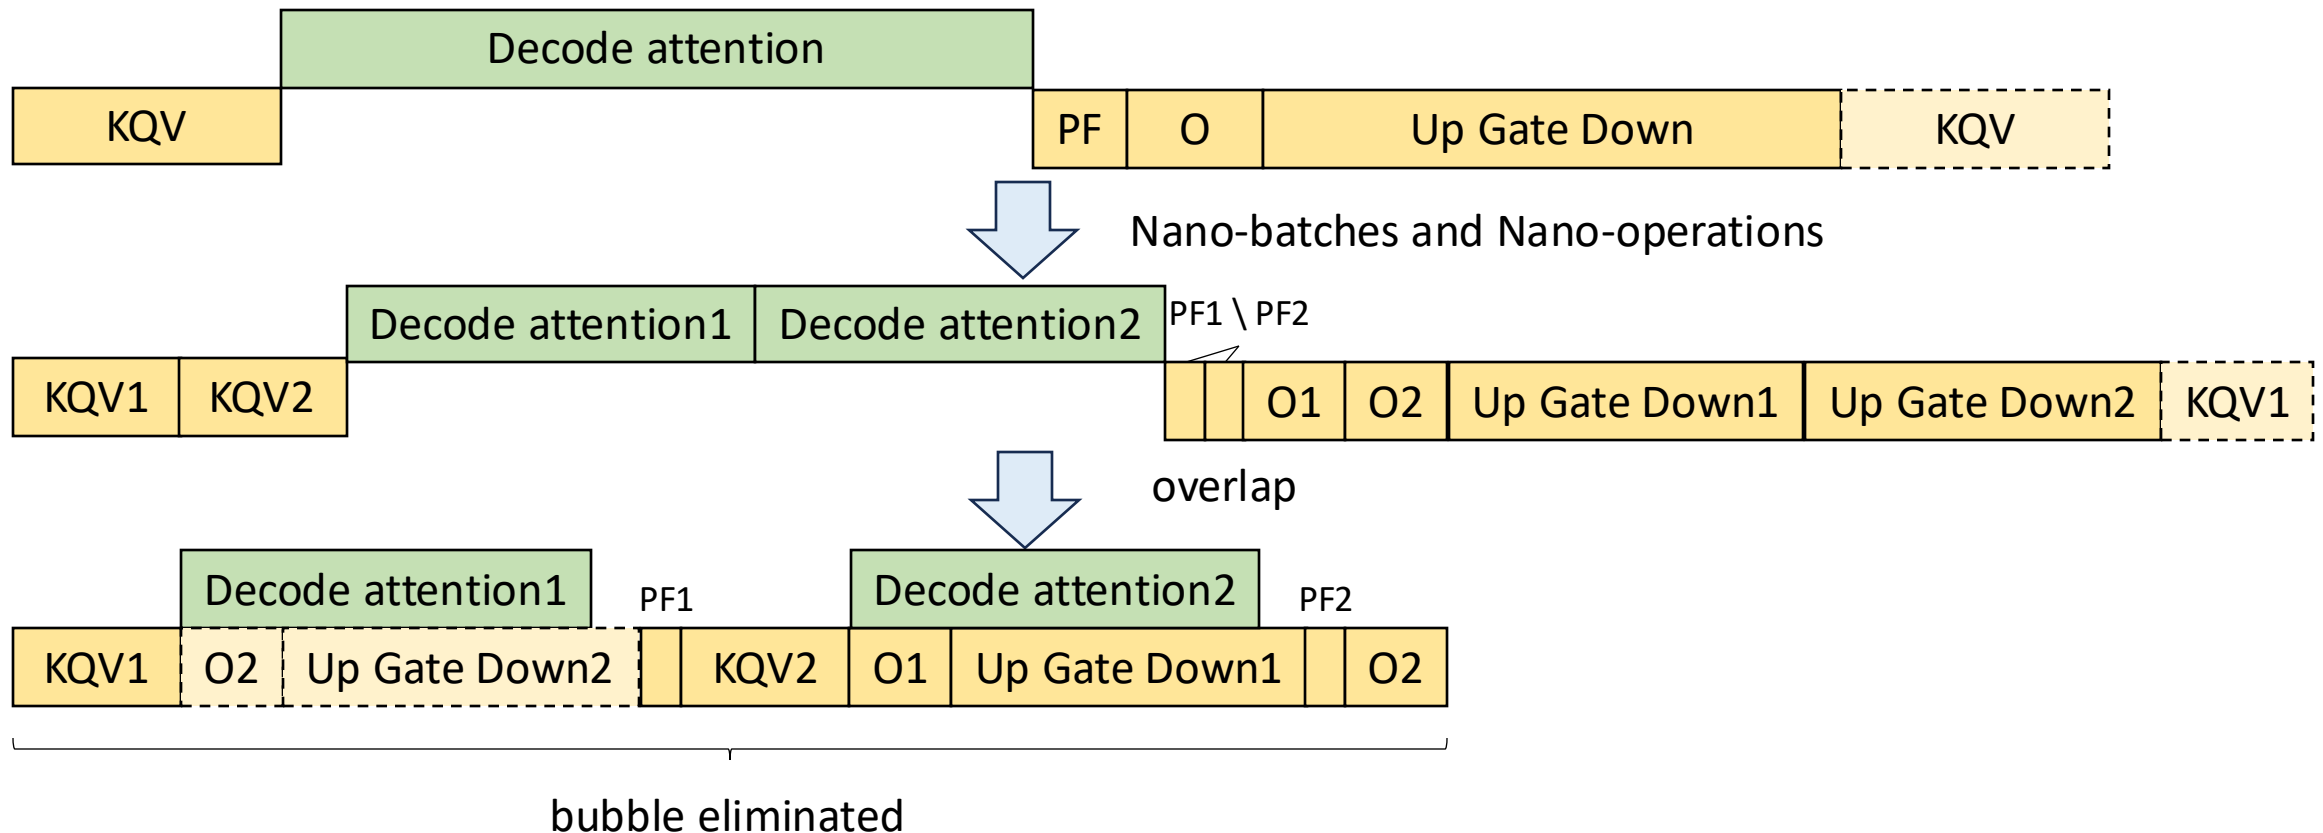 Decode attention
KQV
PF
O
Up Gate Down
KQV
Nano-batches and Nano-operations
Decode attention1
Decode attention2
PF1 \ PF2
KQV1
KQV2
O1
O2
Up Gate Down1
Up Gate Down2
KQV1
overlap
Decode attention1
PF1
Decode attention2
PF2
KQV1
O2
Up Gate Down2
KQV2
O1
Up Gate Down1
O2
bubble eliminated